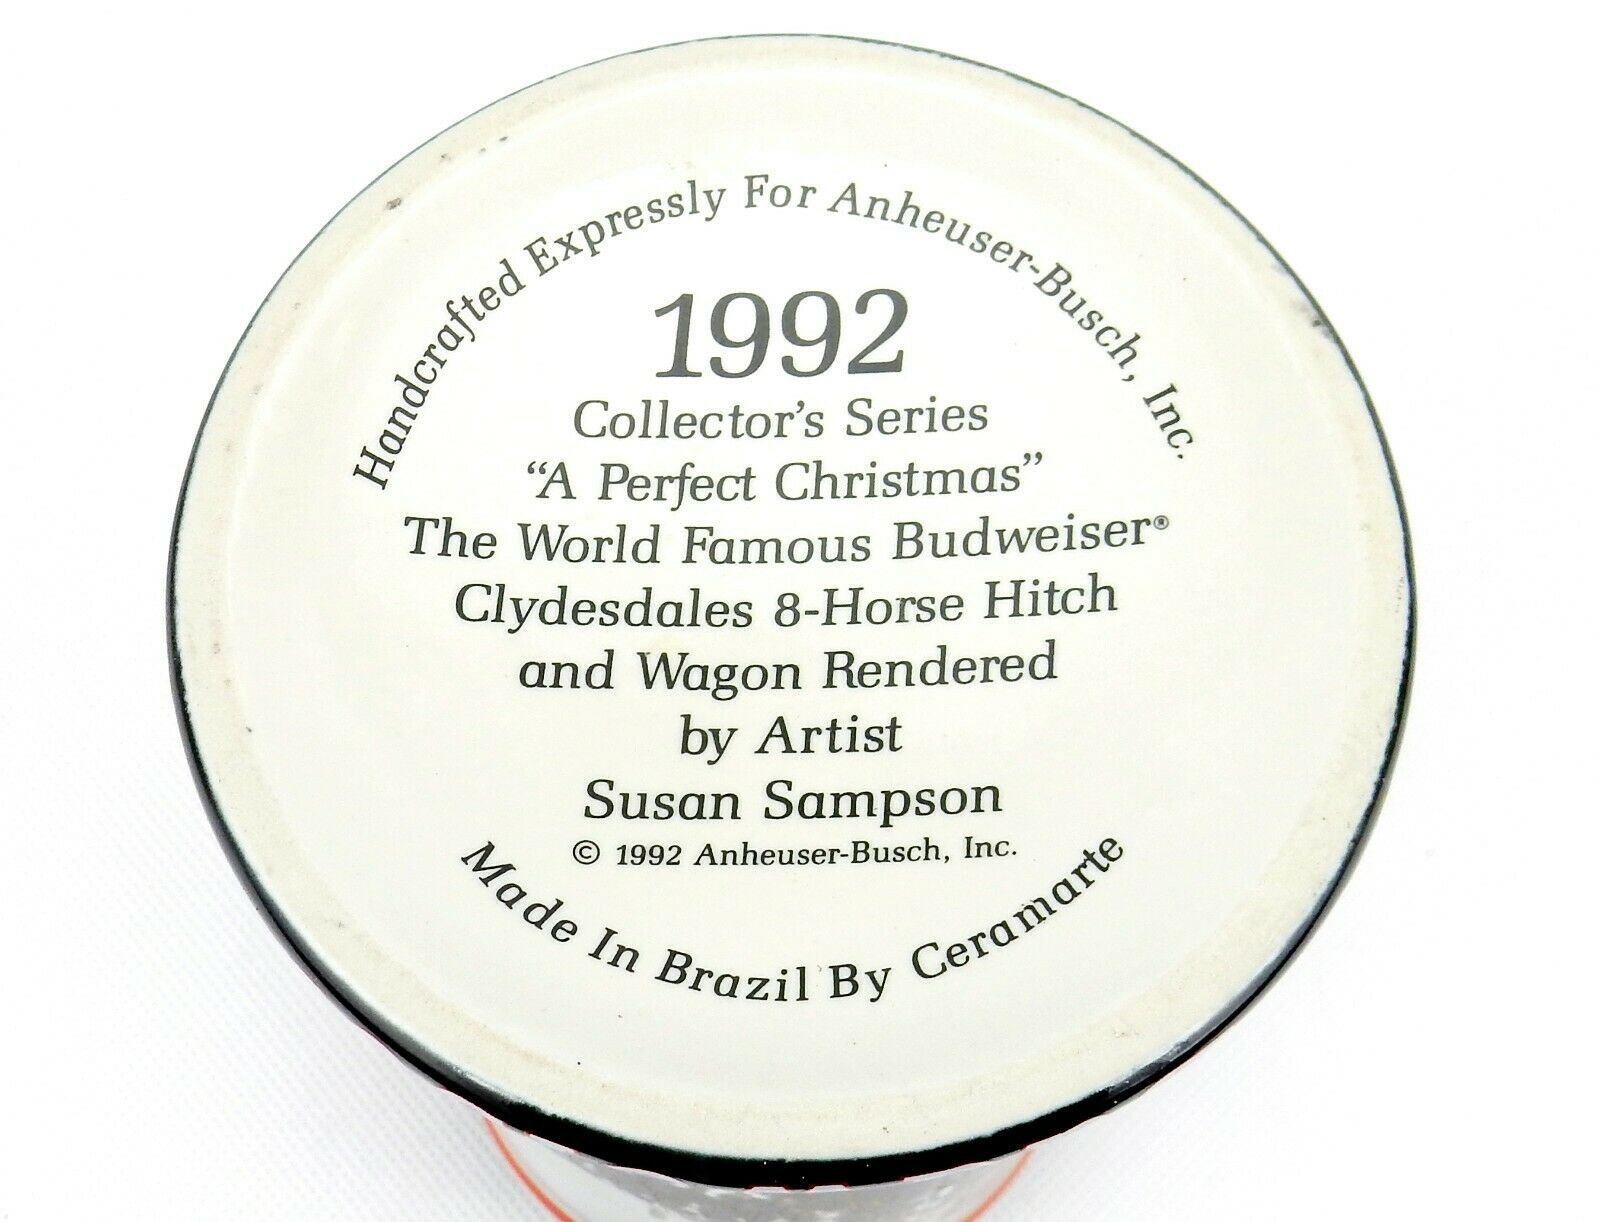 Handcrafted Expressly For Anheuser-Busch, Inc.
1992
Collector's Series
“A Perfect Christmas”
The World Famous Budweiser®
Clydesdales 8-Horse Hitch
and Wagon Rendered
by Artist
Susan Sampson
© 1992 Anheuser-Busch, Inc.
Made In Brazil By Ceramarte